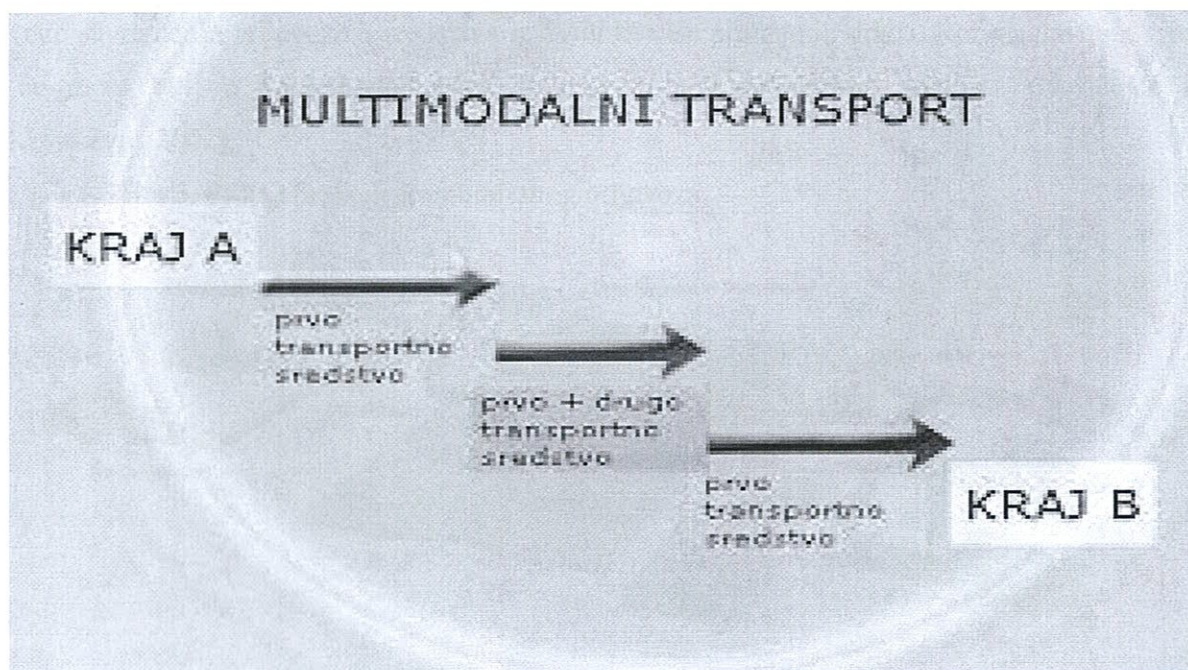 MULTIMODALNI TRANSPORT
KRAJ A
prvo
transportno
sredstvo
prvo + drugo
transportno
sredstvo
prvo
transportno
sredstvo
KRAJ B